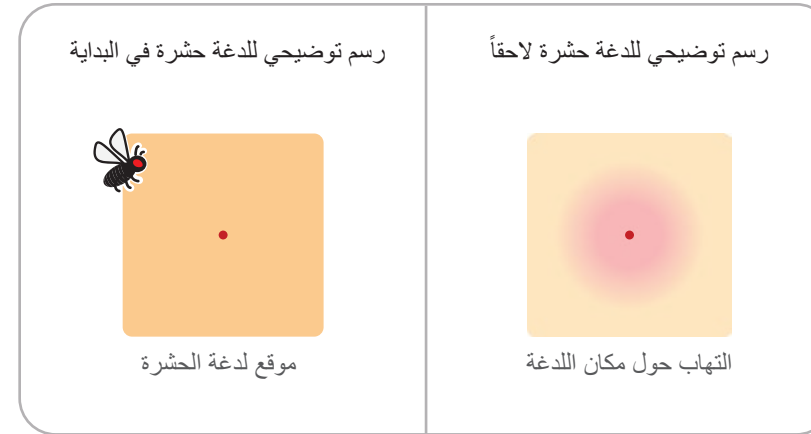 رسم توضيحي للدغة حشرة لاحقاً
التهاب حول مكان اللدغة
رسم توضيحي للدغة حشرة في البداية
موقع لدغة الحشرة